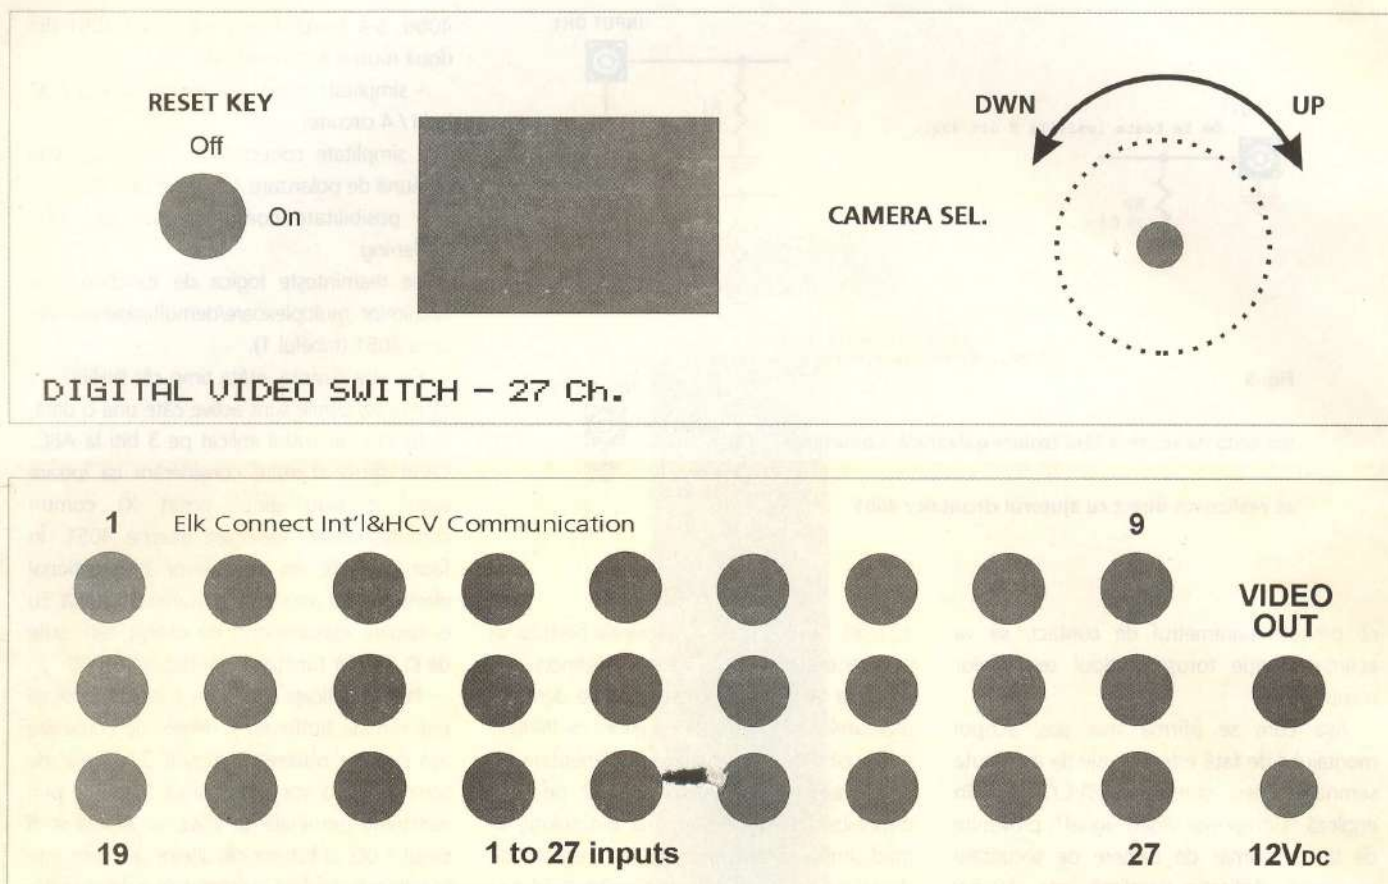 RESET KEY
Off
On
DWN
UP
CAMERA SEL.
DIGITAL VIDEO SWITCH – 27 Ch.
1
Elk Connect Int'l&HCV Communication
9
VIDEO
OUT
19
1 to 27 inputs
27
12VDC